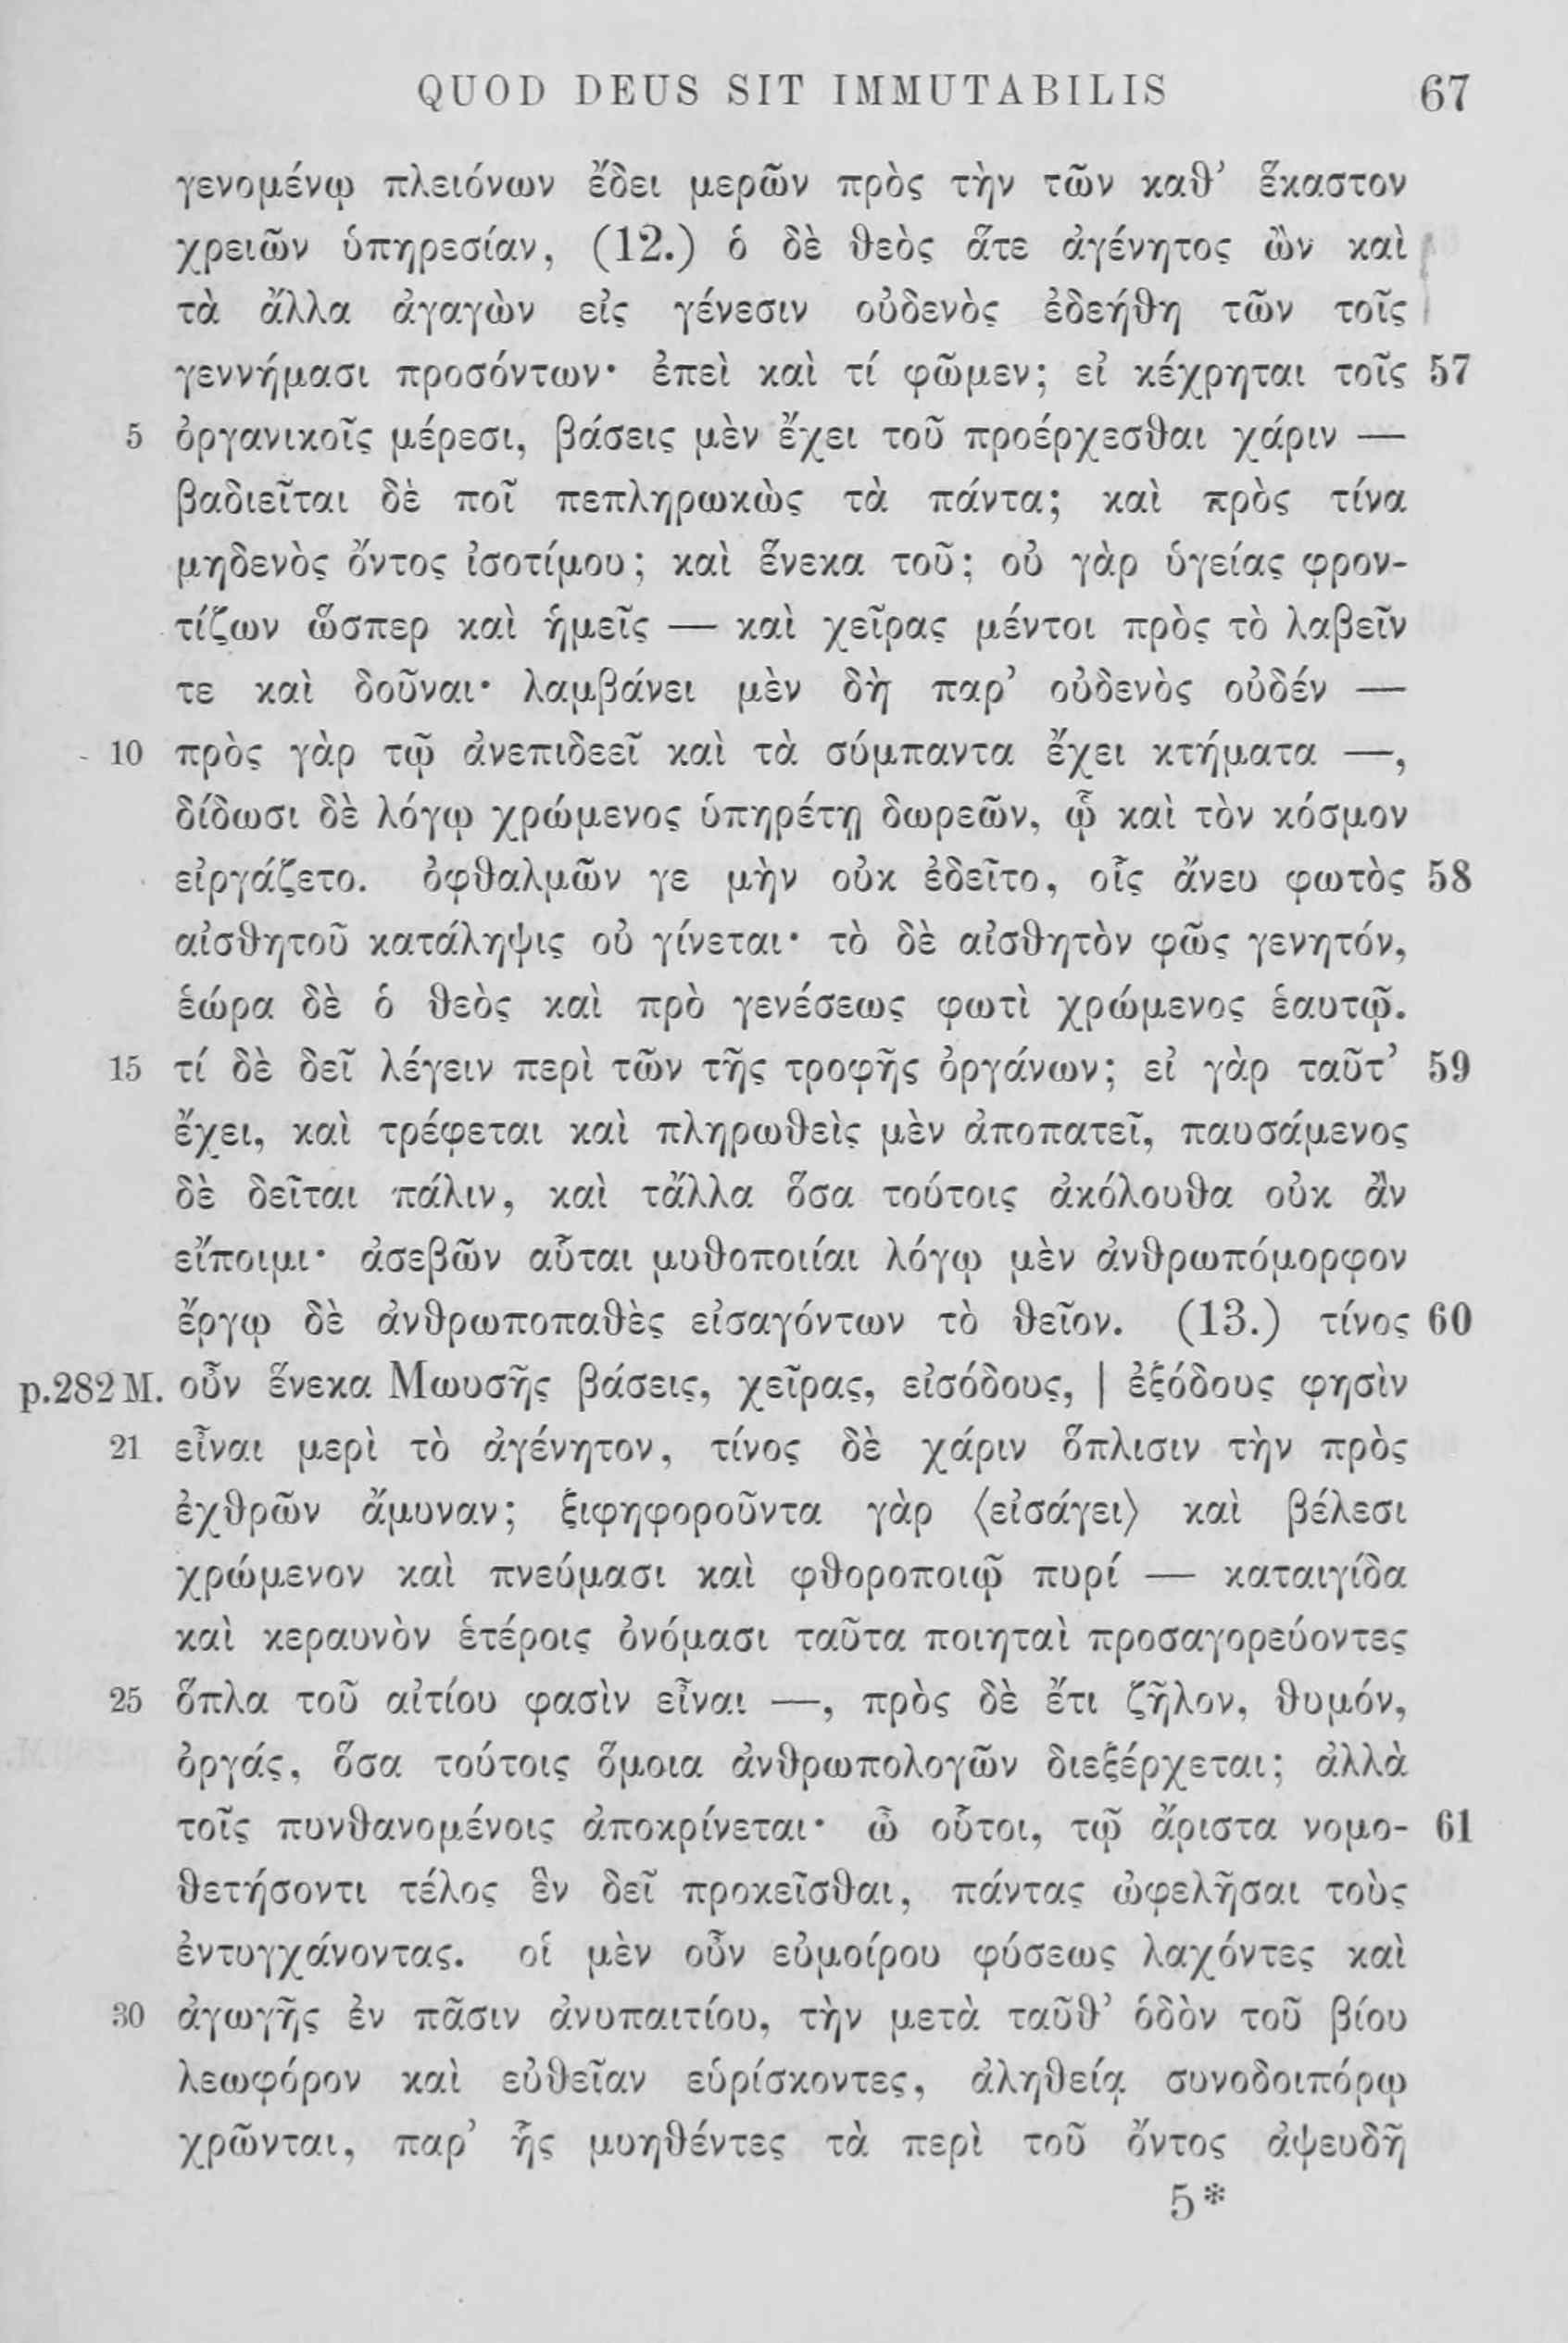 QUOD DEUS SIT IMMUTABILIS 67
γενομένῳ πλειόνων ἔδει μερῶν πρὸς τὴν τῶν καθ’ ἕκαστον
χρειῶν ὑπηρεσίαν, (12.) ὁ δὲ θεὸς ἅτε ἀγένητος ὢν καὶ
τὰ ἄλλα ἀγαγὼν εἰς γένεσιν οὐδενὸς ἐδεήθη τῶν τοῖς
γεννήμασι προσόντων· ἐπεὶ καὶ τί φῶμεν; εἰ κέχρηται τοῖς 57
5 ὀργανικοῖς μέρεσι, βάσεις μὲν ἔχει τοῦ προέρχεσθαι χάριν —
βαδιεῖται δὲ ποῖ πεπληρωκὼς τὰ πάντα; καὶ πρὸς τίνα
μηδενὸς ὄντος ἰσοτίμου; καὶ ἕνεκα τοῦ; οὐ γὰρ ὑγείας φρον-
τίζων ὥσπερ καὶ ἡμεῖς — καὶ χεῖρας μέντοι πρὸς τὸ λαβεῖν
τε καὶ δοῦναι· λαμβάνει μὲν δὴ παρ’ οὐδενὸς οὐδέν —
10 πρὸς γὰρ τῷ ἀνεπιδεεῖ καὶ τὰ σύμπαντα ἔχει κτήματα —,
δίδωσι δὲ λόγῳ χρώμενος ὑπηρέτῃ δωρεῶν, ᾧ καὶ τὸν κόσμον
εἰργάζετο. ὀφθαλμῶν γε μὴν οὐκ ἐδεῖτο, οἷς ἄνευ φωτὸς 58
αἰσθητοῦ κατάληψις οὐ γίνεται· τὸ δὲ αἰσθητὸν φῶς γενητόν,
ἑώρα δὲ ὁ θεὸς καὶ πρὸ γενέσεως φωτὶ χρώμενος ἑαυτῷ.
15 τί δὲ δεῖ λέγειν περὶ τῶν τῆς τροφῆς ὀργάνων; εἰ γὰρ ταῦτ’ 59
ἔχει, καὶ τρέφεται καὶ πληρωθεὶς μὲν ἀποπατεῖ, παυσάμενος
δὲ δεῖται πάλιν, καὶ τἄλλα ὅσα τούτοις ἀκόλουθα οὐκ ἂν
εἴποιμι· ἀσεβῶν αὗται μυθοποιίαι λόγῳ μὲν ἀνθρωπόμορφον
ἔργῳ δὲ ἀνθρωποπαθὲς εἰσαγόντων τὸ θεῖον. (13.) τίνος 60
p.282 M. οὖν ἕνεκα Μωυσῆς βάσεις, χεῖρας, εἰσόδους, | ἐξόδους φησὶν
21 εἶναι μερὶ τὸ ἀγένητον, τίνος δὲ χάριν ὅπλισιν τὴν πρὸς
ἐχθρῶν ἄμυναν; ξιφηφοροῦντα γὰρ ⟨εἰσάγει⟩ καὶ βέλεσι
χρώμενον καὶ πνεύμασι καὶ φθοροποιῷ πυρί — καταιγίδα
καὶ κεραυνὸν ἑτέροις ὀνόμασι ταῦτα ποιηταὶ προσαγορεύοντες
25 ὅπλα τοῦ αἰτίου φασὶν εἶναι —, πρὸς δὲ ἔτι ζῆλον, θυμόν,
ὀργάς, ὅσα τούτοις ὅμοια ἀνθρωπολογῶν διεξέρχεται; ἀλλὰ
τοῖς πυνθανομένοις ἀποκρίνεται· ὦ οὗτοι, τῷ ἄριστα νομο- 61
θετήσοντι τέλος ἓν δεῖ προκεῖσθαι, πάντας ὠφελῆσαι τοὺς
ἐντυγχάνοντας. οἱ μὲν οὖν εὐμοίρου φύσεως λαχόντες καὶ
30 ἀγωγῆς ἐν πᾶσιν ἀνυπαιτίου, τὴν μετὰ ταῦθ’ ὁδὸν τοῦ βίου
λεωφόρον καὶ εὐθεῖαν εὑρίσκοντες, ἀληθείᾳ συνοδοιπόρῳ
χρῶνται, παρ’ ἧς μυηθέντες τὰ περὶ τοῦ ὄντος ἀψευδῆ
5*